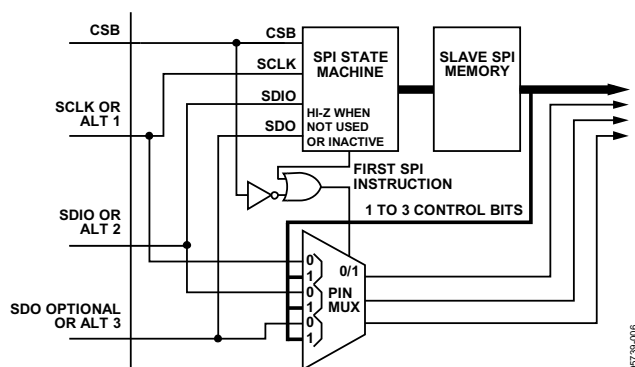 CSB
CSB
SCLK
SDIO
SDO
SPI STATE
MACHINE
HI-Z WHEN
NOT USED
OR INACTIVE
SLAVE SPI
MEMORY
SCLK OR
ALT 1
FIRST SPI
INSTRUCTION
1 TO 3 CONTROL BITS
SDIO OR
ALT 2
0
1
0
1
0
1
0/1
PIN
MUX
SDO OPTIONAL
OR ALT 3
05739-006